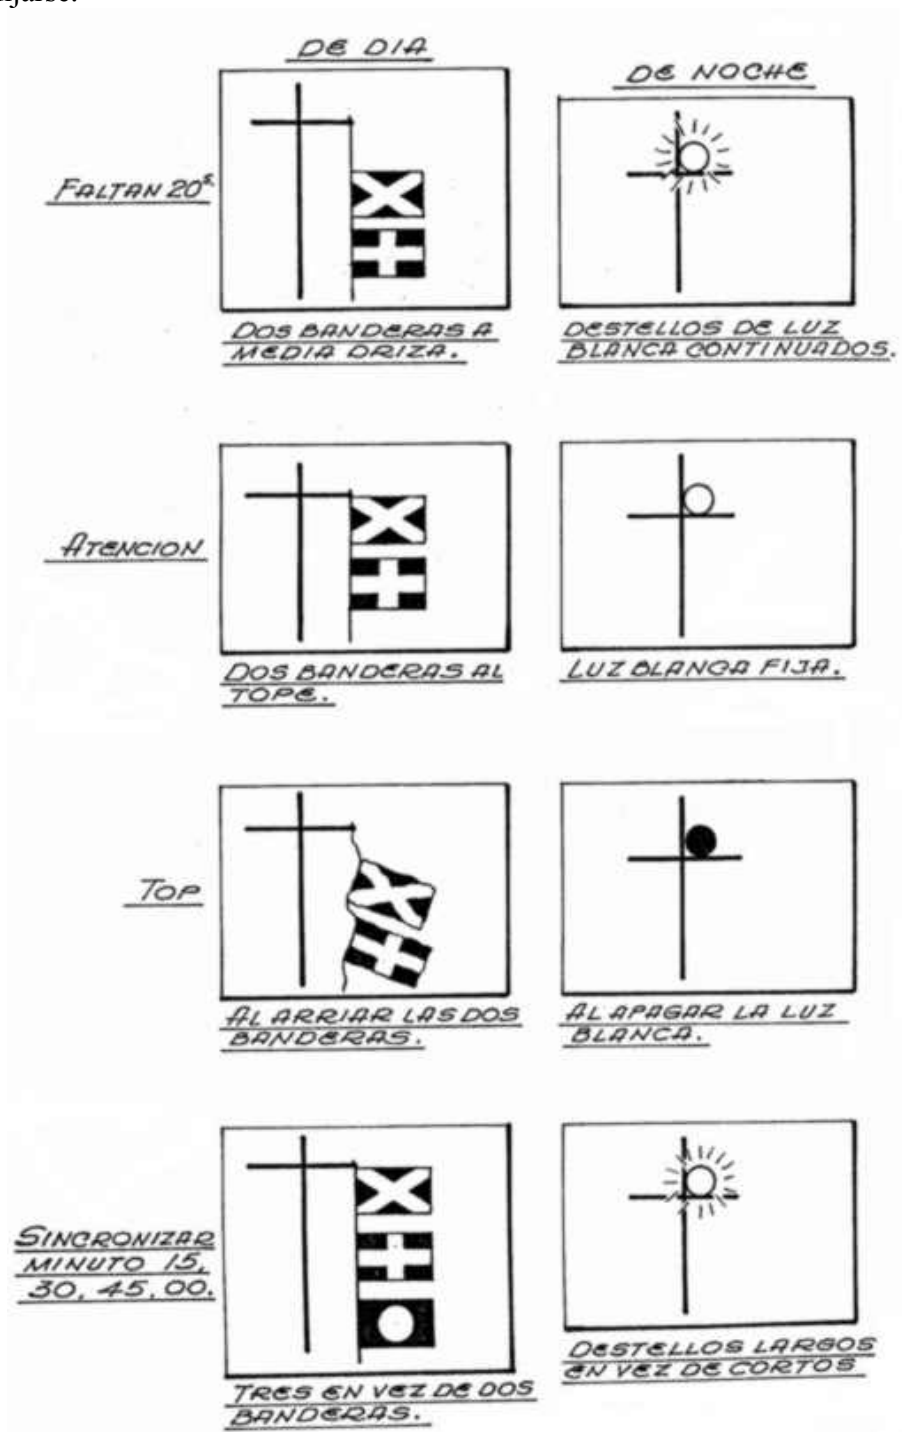 DE DIA
DE NOCHE
FALTAN 20s.
DOS BANDERAS A
MEDIA DRIZA.
DESTELLOS DE LUZ
BLANCA CONTINUADOS.
ATENCION
DOS BANDERAS AL
TOPE.
LUZ BLANCA FIJA.
TOP
AL ARRIAR LAS DOS
BANDERAS.
AL APAGAR LA LUZ
BLANCA.
SINCRONIZAR
MINUTO 15,
30, 45, 00.
TRES EN VEZ DE DOS
BANDERAS.
DESTELLOS LARGOS
EN VEZ DE CORTOS